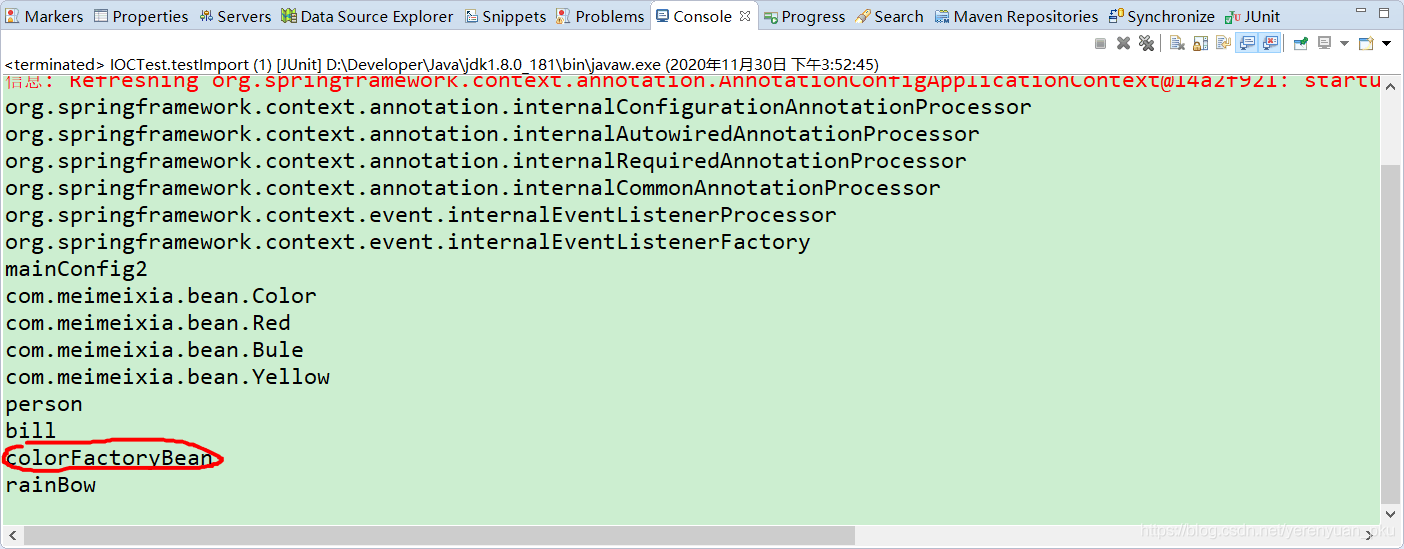 Markers Properties Servers Data Source Explorer Snippets Problems Console Progress Search Maven Repositories Synchronize JUnit
<terminated> IOCTest.testImport (1) [JUnit] D:\Developer\Java\jdk1.8.0_181\bin\javaw.exe (2020年11月30日 下午3:52:45)
信息: Refreshing org.springframework.context.annotation.AnnotationConfigApplicationContext@14a2f921: startu
org.springframework.context.annotation.internalConfigurationAnnotationProcessor
org.springframework.context.annotation.internalAutowiredAnnotationProcessor
org.springframework.context.annotation.internalRequiredAnnotationProcessor
org.springframework.context.annotation.internalCommonAnnotationProcessor
org.springframework.context.event.internalEventListenerProcessor
org.springframework.context.event.internalEventListenerFactory
mainConfig2
com.meimeixia.bean.Color
com.meimeixia.bean.Red
com.meimeixia.bean.Bule
com.meimeixia.bean.Yellow
person
bill
colorFactoryBean
rainBow
https://blog.csdn.net/yerenyuan_pku